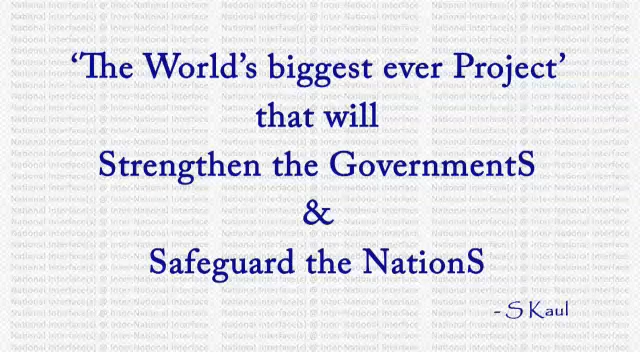 ‘The World’s biggest ever Project’
that will
Strengthen the GovernmentS
&
Safeguard the NationS
- S Kaul